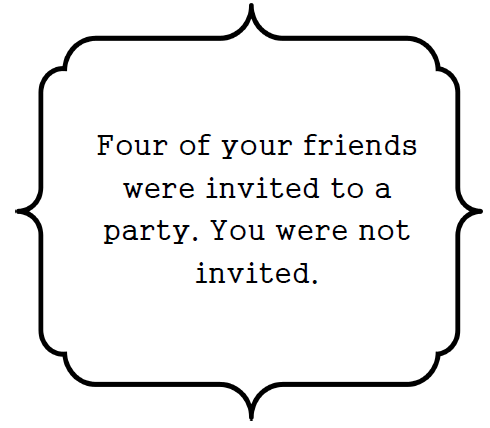 Four of your friends
were invited to a
party. You were not
invited.